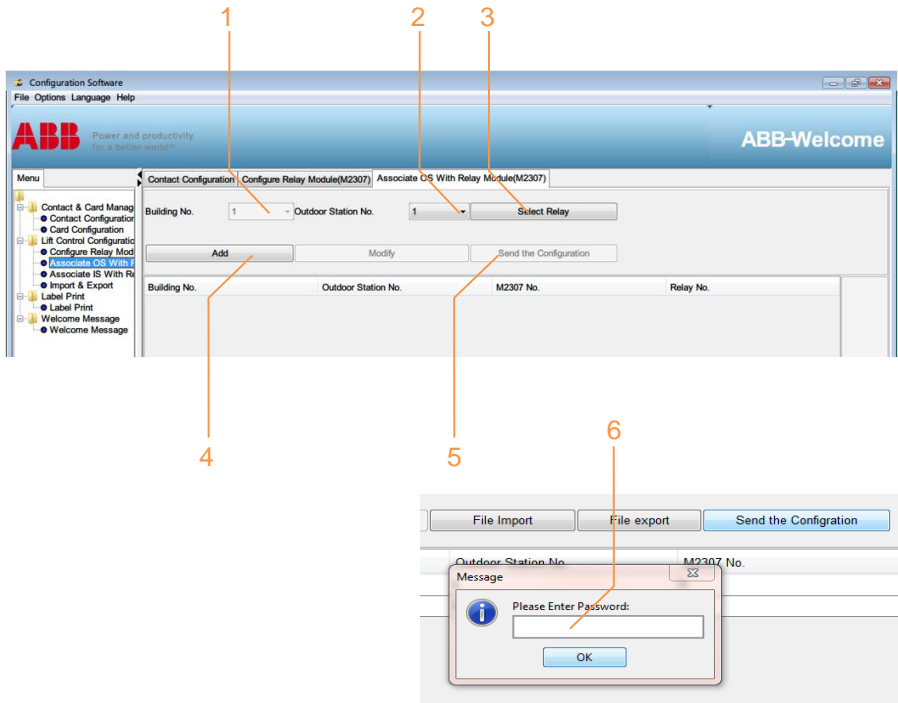 1 2 3
Configuration Software
File Options Language Help
ABB Power and productivity
for a better world™
ABB-Welcome
Menu Contact Configuration Configure Relay Module(M2307) Associate OS With Relay Module(M2307)
Building No. 1 Outdoor Station No. 1 Select Relay
Add Modify Send the Configuration
Building No. Outdoor Station No. M2307 No. Relay No.
Contact & Card Manag
Contact Configuration
Card Configuration
Lift Control Configuratio
Configure Relay Mod
Associate OS With R
Associate IS With Re
Import & Export
Label Print
Label Print
Welcome Message
Welcome Message
4 5
6
File Import File export Send the Configration
Outdoor Station No. M2307 No.
Message
Please Enter Password:
OK